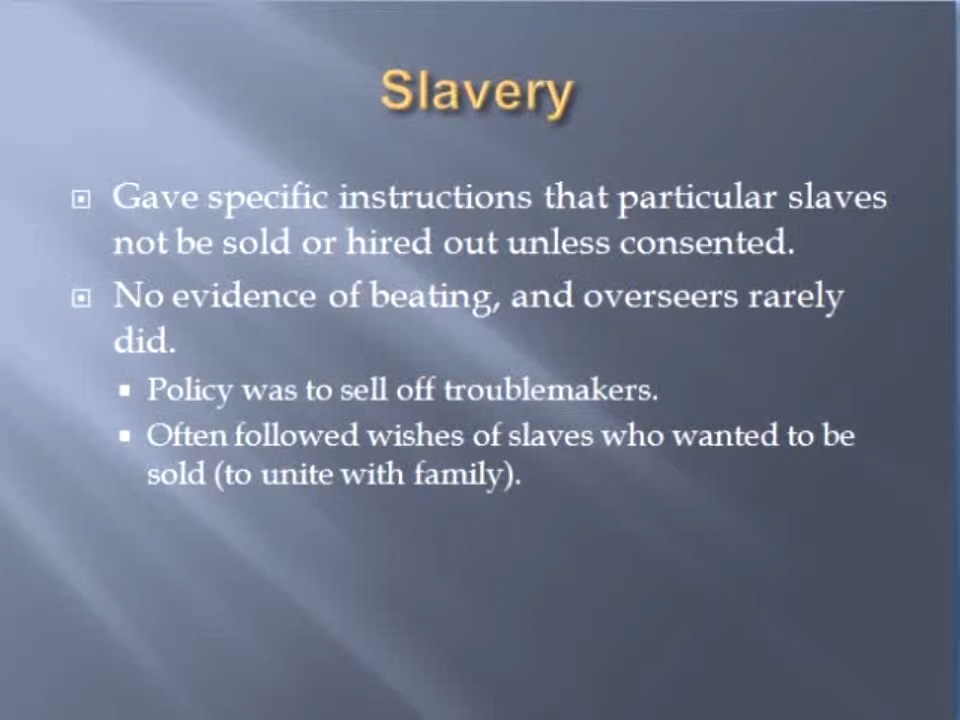 Slavery
Gave specific instructions that particular slaves
not be sold or hired out unless consented.
No evidence of beating, and overseers rarely
did.
Policy was to sell off troublemakers.
Often followed wishes of slaves who wanted to be
sold (to unite with family).